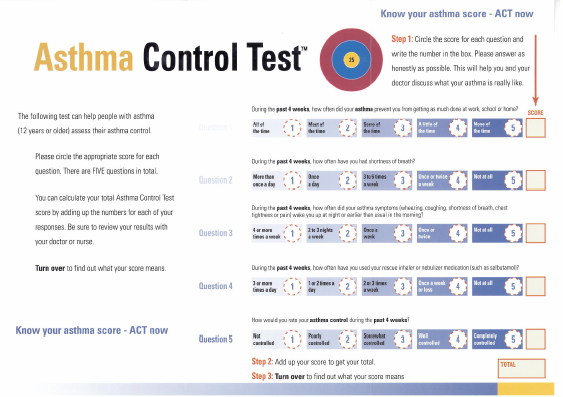 Know your asthma score - ACT now
Asthma Control Test™
25
Step 1: Circle the score for each question and
write the number in the box. Please answer as
honestly as possible. This will help you and your
doctor discuss what your asthma is really like.
The following test can help people with asthma
(12 years or older) assess their asthma control.
Please circle the appropriate score for each
question. There are FIVE questions in total.
You can calculate your total Asthma Control Test
score by adding up the numbers for each of your
responses. Be sure to review your results with
your doctor or nurse.
Turn over to find out what your score means.
Know your asthma score - ACT now
During the past 4 weeks, how often did your asthma prevent you from getting as much done at work, school or home?
SCORE
Question 1
All of the time 1 Most of the time 2 Some of the time 3 A little of the time 4 None of the time 5
During the past 4 weeks, how often have you had shortness of breath?
Question 2
More than once a day 1 Once a day 2 3 to 6 times a week 3 Once or twice a week 4 Not at all 5
During the past 4 weeks, how often did your asthma symptoms (wheezing, coughing, shortness of breath, chest
tightness or pain) wake you up at night or earlier than usual in the morning?
Question 3
4 or more times a week 1 2 to 3 nights a week 2 Once a week 3 Once or twice 4 Not at all 5
During the past 4 weeks, how often have you used your rescue inhaler or nebulizer medication (such as salbutamol)?
Question 4
3 or more times a day 1 1 or 2 times a day 2 2 or 3 times a week 3 Once a week or less 4 Not at all 5
How would you rate your asthma control during the past 4 weeks?
Question 5
Not controlled 1 Poorly controlled 2 Somewhat controlled 3 Well controlled 4 Completely controlled 5
Step 2: Add up your score to get your total.
TOTAL
Step 3: Turn over to find out what your score means